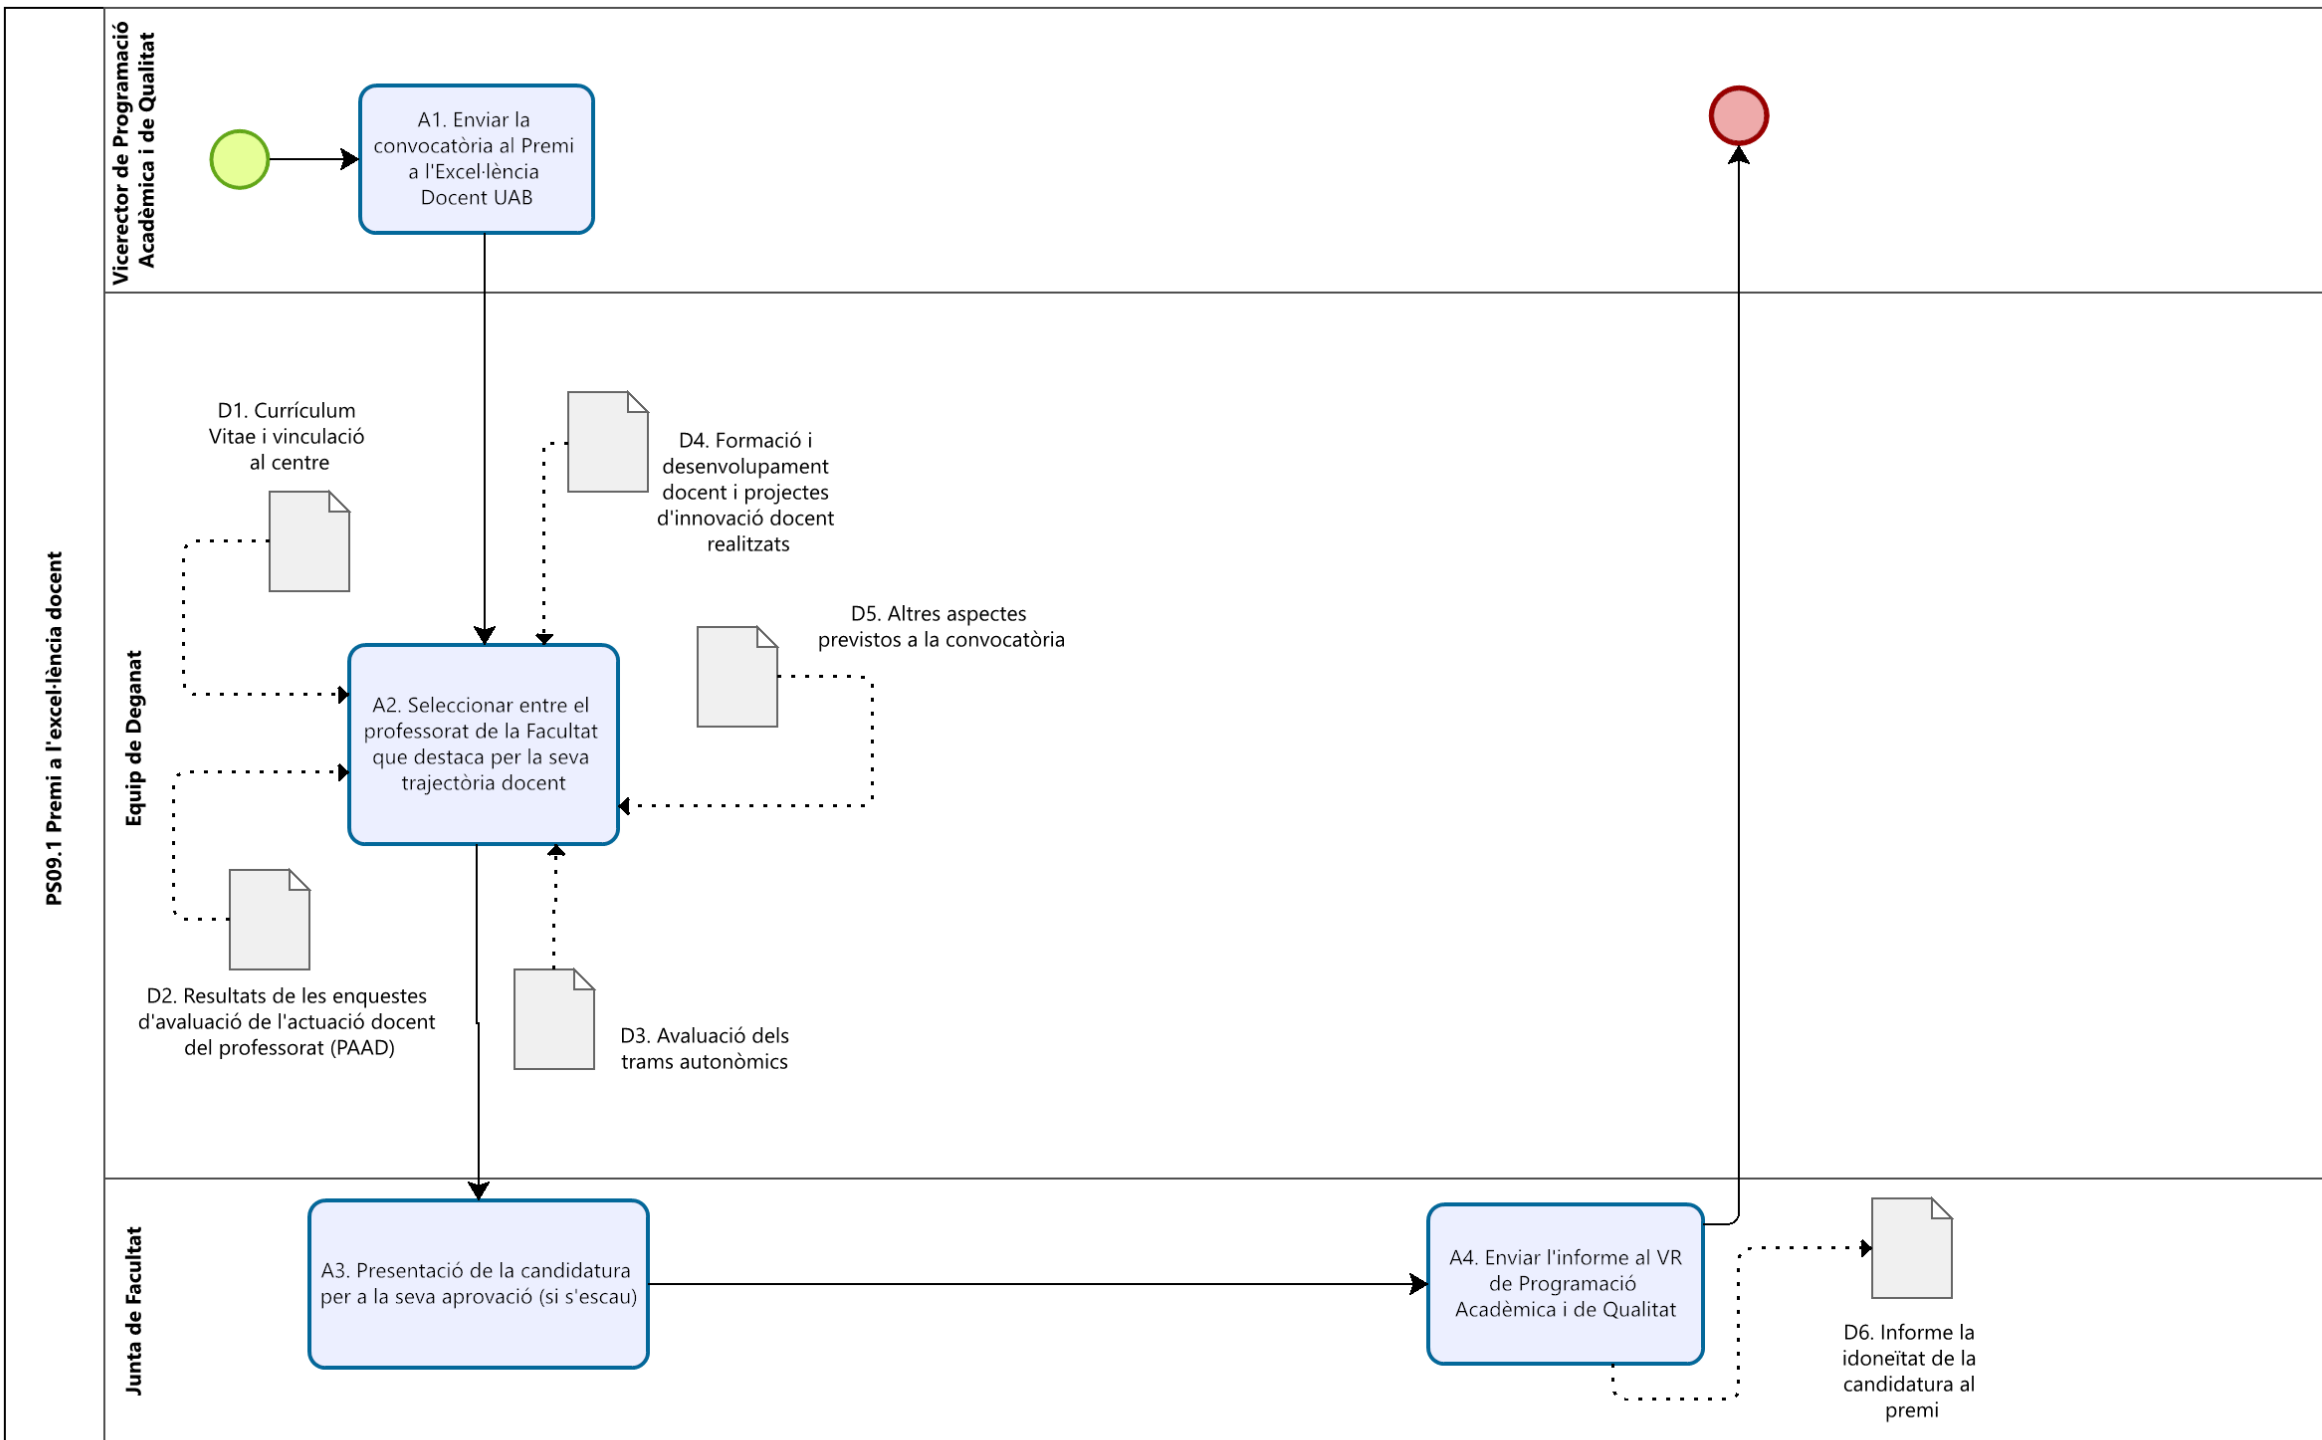 PS09.1 Premi a l'excel·lència docent
Vicerector de Programació
Acadèmica i de Qualitat
A1. Enviar la
convocatòria al Premi
a l'Excel·lència
Docent UAB
Equip de Deganat
D1. Currículum
Vitae i vinculació
al centre
D4. Formació i
desenvolupament
docent i projectes
d'innovació docent
realitzats
D5. Altres aspectes
previstos a la convocatòria
A2. Seleccionar entre el
professorat de la Facultat
que destaca per la seva
trajectòria docent
D2. Resultats de les enquestes
d'avaluació de l'actuació docent
del professorat (PAAD)
D3. Avaluació dels
trams autonòmics
Junta de Facultat
A3. Presentació de la candidatura
per a la seva aprovació (si s'escau)
A4. Enviar l'informe al VR
de Programació
Acadèmica i de Qualitat
D6. Informe la
idoneïtat de la
candidatura al
premi